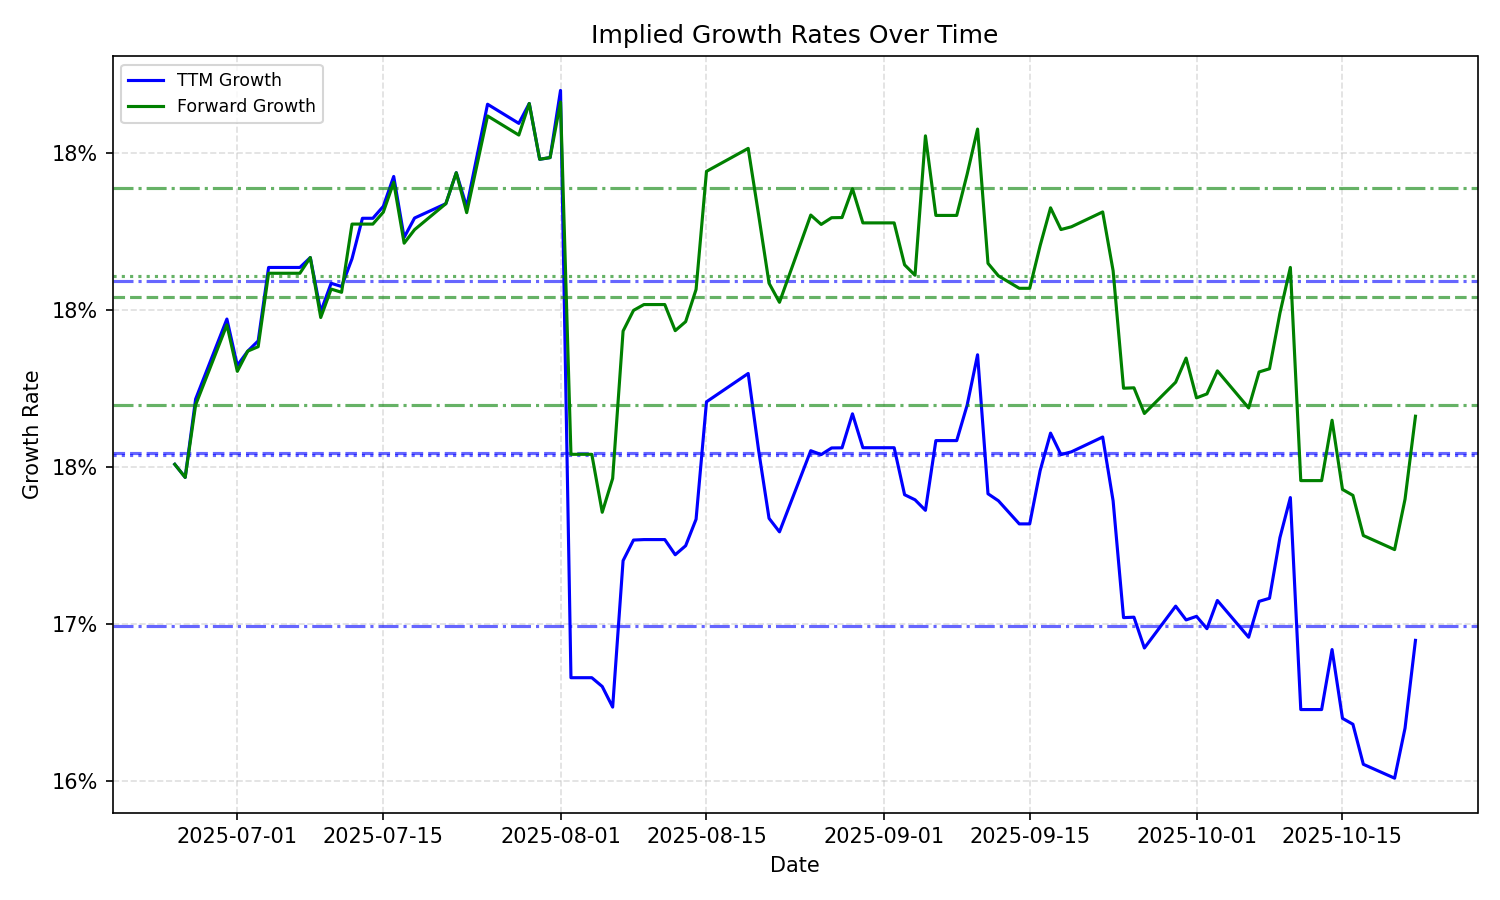 Implied Growth Rates Over Time
TTM Growth
Forward Growth
18%
18%
18%
17%
16%
Growth Rate
2025-07-01 2025-07-15 2025-08-01 2025-08-15 2025-09-01 2025-09-15 2025-10-01 2025-10-15
Date